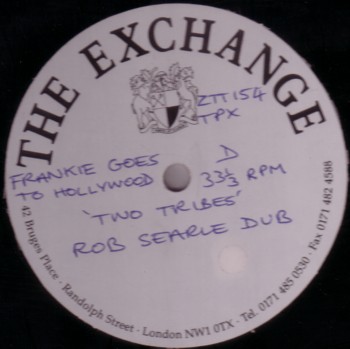 THE EXCHANGE
ZTT 154
TPX
FRANKIE GOES
TO HOLLYWOOD
D
33⅓ RPM
'TWO TRIBES'
ROB SEARLE DUB
42 Bruges Place - Randolph Street - London NW1 0TX - Tel. 0171 485 0530 - Fax 0171 482 4588